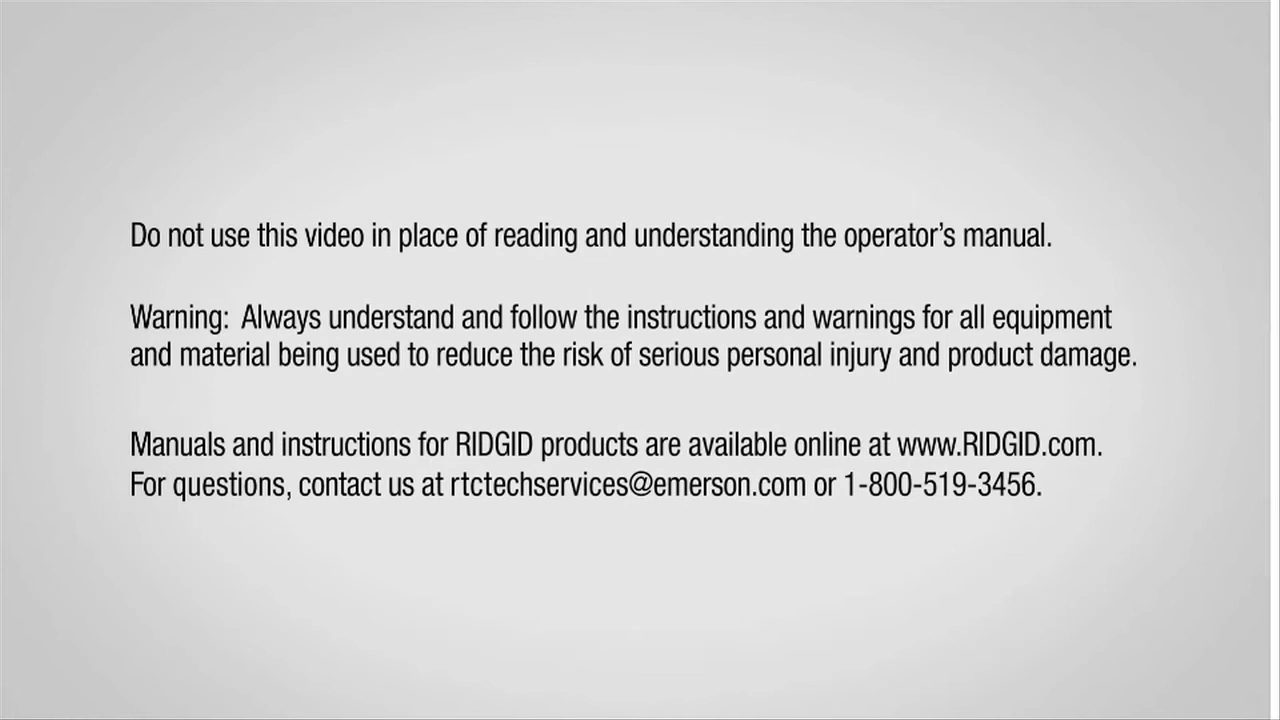 Do not use this video in place of reading and understanding the operator’s manual.
Warning:  Always understand and follow the instructions and warnings for all equipment
and material being used to reduce the risk of serious personal injury and product damage.
Manuals and instructions for RIDGID products are available online at www.RIDGID.com.
For questions, contact us at rtctechservices@emerson.com or 1-800-519-3456.